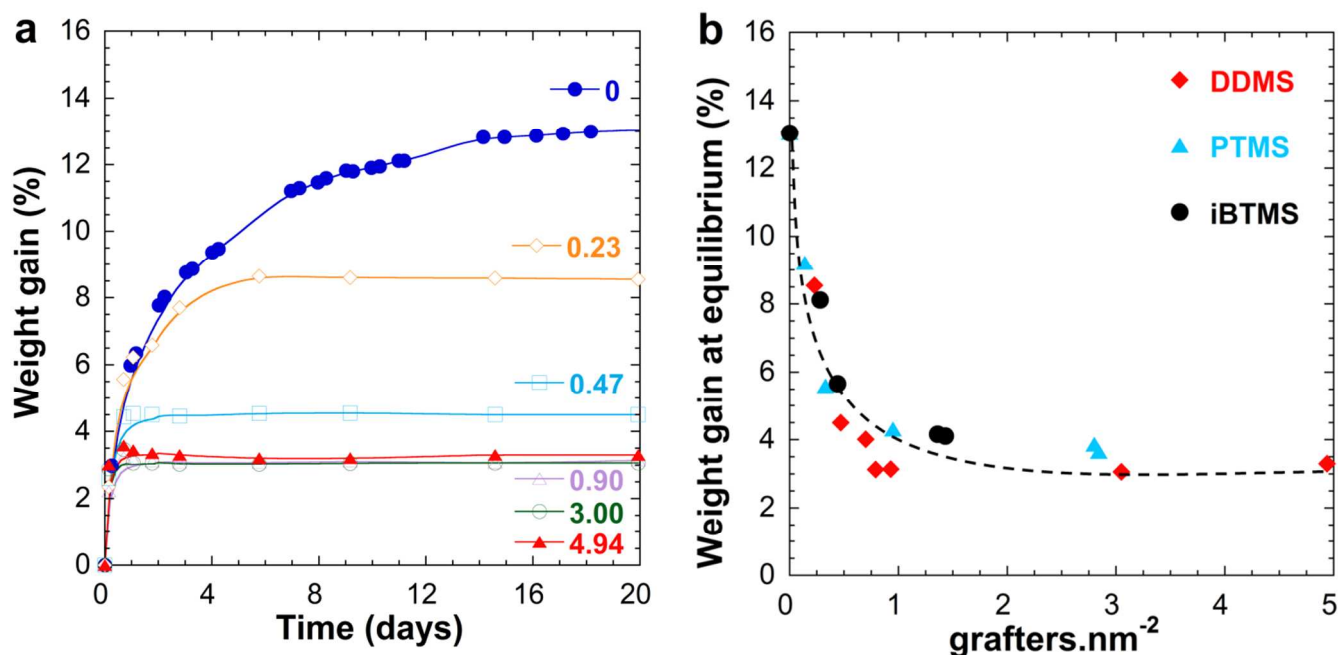 a
Weight gain (%)
16
14
12
10
8
6
4
2
0
0
0.23
0.47
0.90
3.00
4.94
0 4 8 12 16 20
Time (days)
b
Weight gain at equilibrium (%)
16
14
12
10
8
6
4
2
0
DDMS
PTMS
iBTMS
0 1 2 3 4 5
grafters.nm⁻²